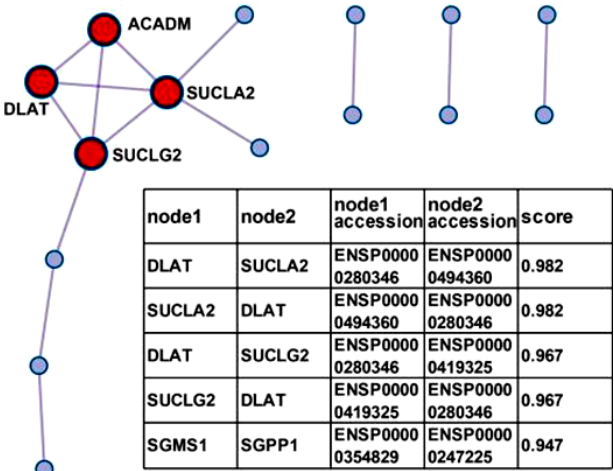 ACADM
DLAT
SUCLA2
SUCLG2
node1 node2 node1 accession node2 accession score
DLAT SUCLA2 ENSP0000 0280346 ENSP0000 0494360 0.982
SUCLA2 DLAT ENSP0000 0494360 ENSP0000 0280346 0.982
DLAT SUCLG2 ENSP0000 0280346 ENSP0000 0419325 0.967
SUCLG2 DLAT ENSP0000 0419325 ENSP0000 0280346 0.967
SGMS1 SGPP1 ENSP0000 0354829 ENSP0000 0247225 0.947